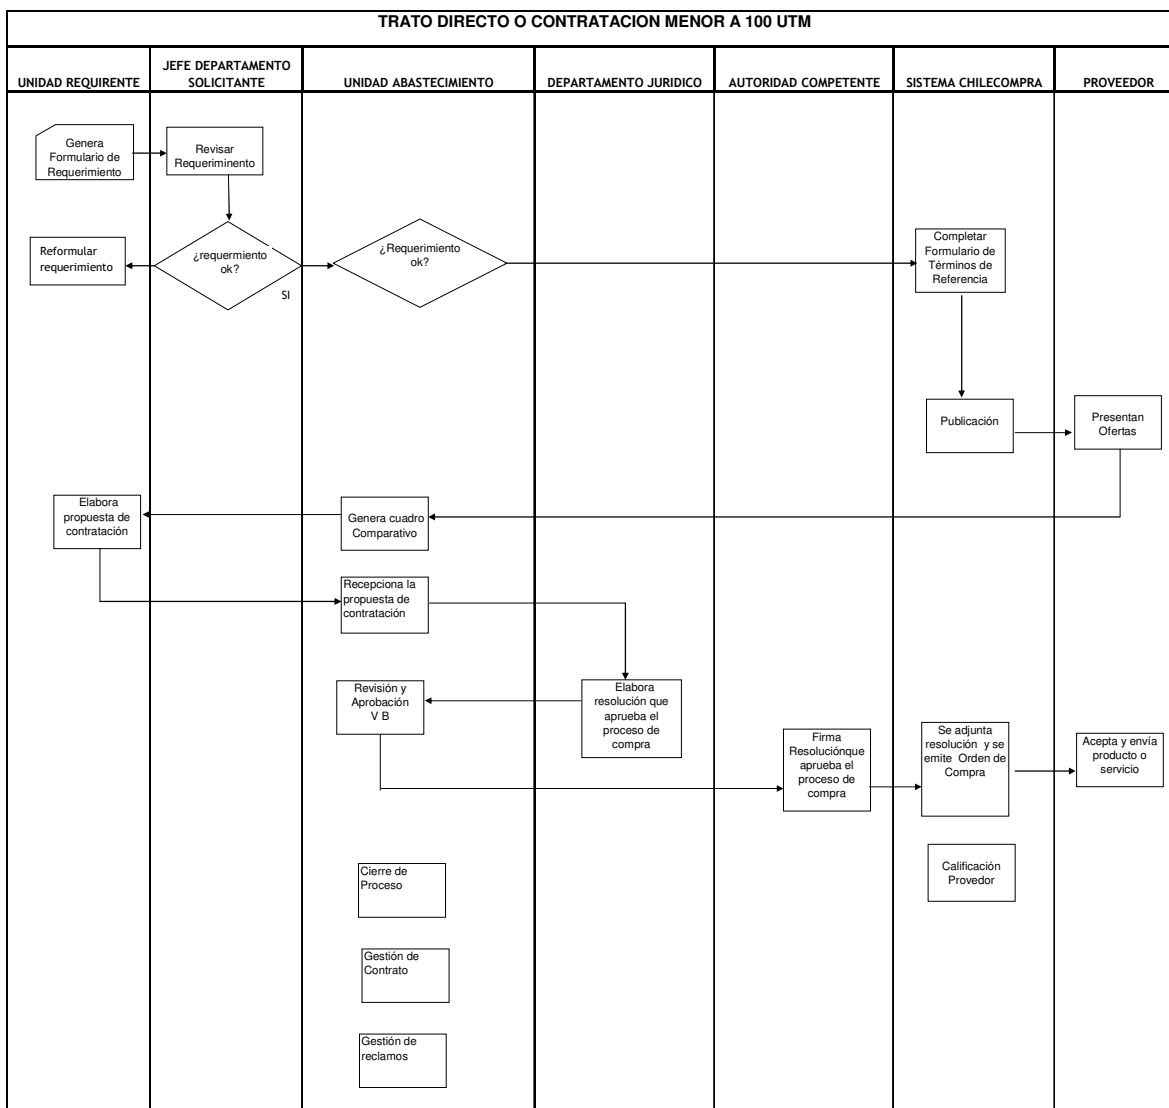 TRATO DIRECTO O CONTRATACION MENOR A 100 UTM
UNIDAD REQUIRENTE
JEFE DEPARTAMENTO
SOLICITANTE
UNIDAD ABASTECIMIENTO
DEPARTAMENTO JURIDICO
AUTORIDAD COMPETENTE
SISTEMA CHILECOMPRA
PROVEEDOR
Genera
Formulario de
Requerimiento
Revisar
Requeriminento
Reformular
requerimiento
¿requermiento
ok?
SI
¿Requerimiento
ok?
Completar
Formulario de
Términos de
Referencia
Publicación
Presentan
Ofertas
Elabora
propuesta de
contratación
Genera cuadro
Comparativo
Recepciona la
propuesta de
contratación
Revisión y
Aprobación
V B
Elabora
resolución que
aprueba el
proceso de
compra
Firma
Resoluciónque
aprueba el
proceso de
compra
Se adjunta
resolución y se
emite Orden de
Compra
Acepta y envía
producto o
servicio
Cierre de
Proceso
Calificación
Provedor
Gestión de
Contrato
Gestión de
reclamos